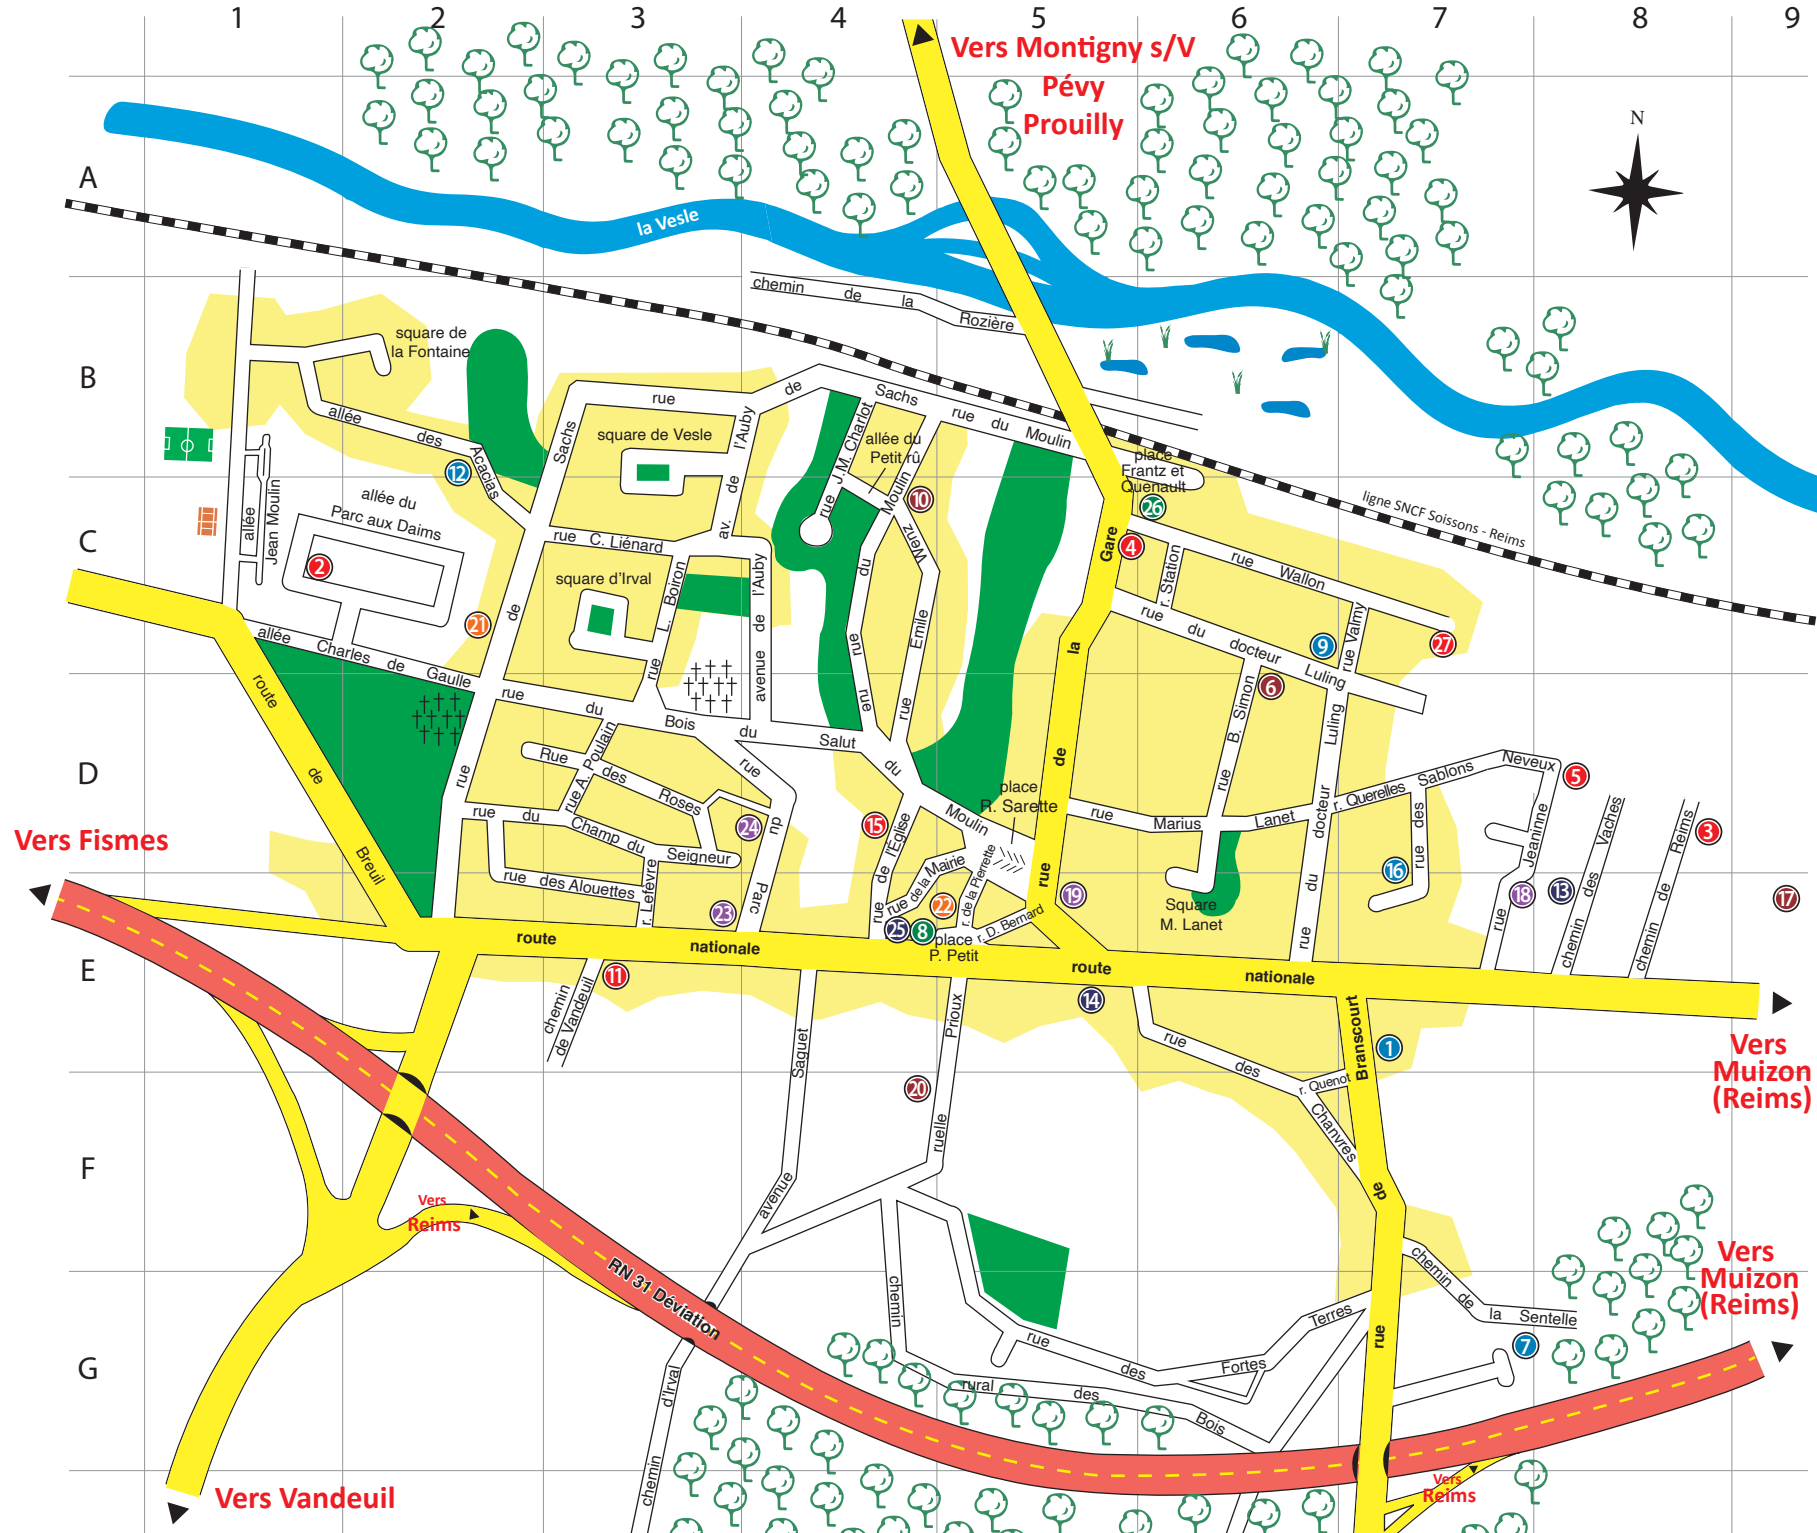 1 2 3 4 5 6 7 8 9
Vers Montigny s/V
Pévy
Prouilly
N
A
la Vesle
chemin de la Rozière
B
square de
la Fontaine
allée des Acacias
12
rue de Sachs
square de Vesle
av. de l'Auby
rue de Sachs
rue J.M. Charlot
allée du
Petit rû
rue du Moulin
10
place
Frantz et
Quenault
26
ligne SNCF Soissons - Reims
C
allée Jean Moulin
allée du
Parc aux Daims
2
21
rue C. Liénard
square d'Irval
rue L. Boiron
avenue de l'Auby
rue du Moulin
rue Emile Wenz
rue de la Gare
4
r. Station
rue Wallon
rue du docteur Luling
9
rue Valmy
27
6
allée Charles de Gaulle
route de Breuil
rue du Bois du Salut
D
Rue des Roses
rue A. Poulain
rue du Champ du Seigneur
24
rue du Parc
15
rue du Moulin
place
R. Sarette
rue B. Simon
rue du docteur Luling
rue Marius Lanet
r. Querelles Sablons
rue des
Neveux
5
rue Jeaninne
chemin des Vaches
chemin de Reims
3
Vers Fismes
rue des Alouettes
r. Lefèvre
23
rue de l'Eglise
rue de la Mairie
r. de la Pierrette
r. D. Bernard
22
25
8
place
P. Petit
19
Square
M. Lanet
16
18
13
17
E
route nationale
route nationale
11
chemin
de Vandeuil
14
Vers
Muizon
(Reims)
avenue Saguet
ruelle Prioux
20
rue des Chanvres
r. Quenot
rue de Branscourt
1
F
Vers
Reims
RN 31 Déviation
chemin de la Sentelle
7
Vers
Muizon
(Reims)
G
chemin d'Irval
chemin rural des Bois
rue des Fortes Terres
Vers
Reims
Vers Vandeuil